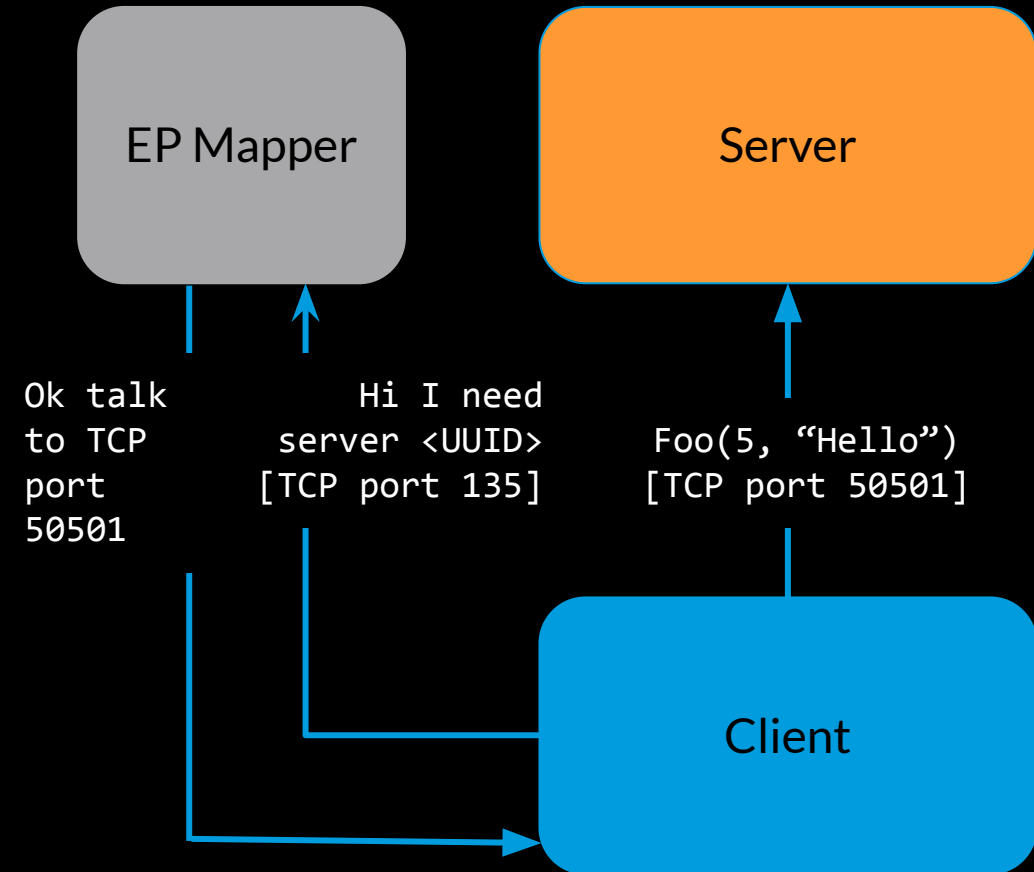 EP Mapper
Server
Ok talk
to TCP
port
50501
Hi I need
server <UUID>
[TCP port 135]
Foo(5, “Hello”)
[TCP port 50501]
Client